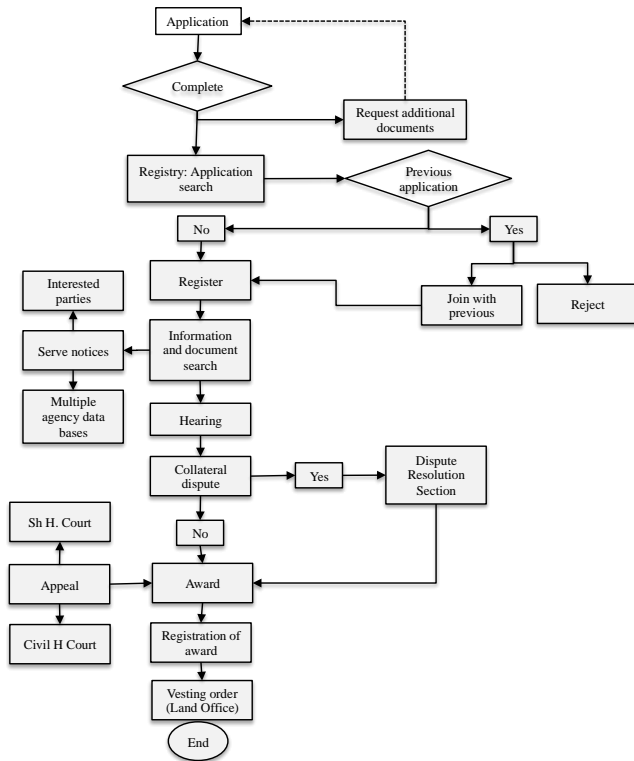 Application
Complete
Request additional
documents
Registry: Application
search
Previous
application
No
Yes
Register
Join with
previous
Reject
Interested
parties
Serve notices
Multiple
agency data
bases
Information
and document
search
Hearing
Collateral
dispute
Yes
Dispute
Resolution
Section
No
Sh H. Court
Appeal
Civil H Court
Award
Registration of
award
Vesting order
(Land Office)
End